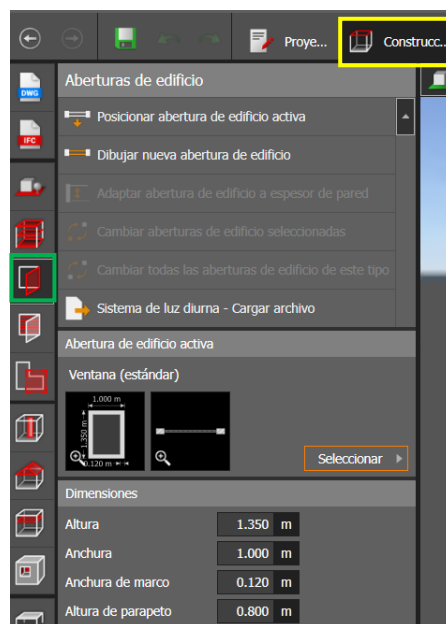 Proye... Construcc...
DWG
IFC
Aberturas de edificio
Posicionar abertura de edificio activa
Dibujar nueva abertura de edificio
Adaptar abertura de edificio a espesor de pared
Cambiar aberturas de edificio seleccionadas
Cambiar todas las aberturas de edificio de este tipo
Sistema de luz diurna - Cargar archivo
Abertura de edificio activa
Ventana (estándar)
1.000 m
1.350 m
0.120 m
Seleccionar
Dimensiones
Altura 1.350 m
Anchura 1.000 m
Anchura de marco 0.120 m
Altura de parapeto 0.800 m